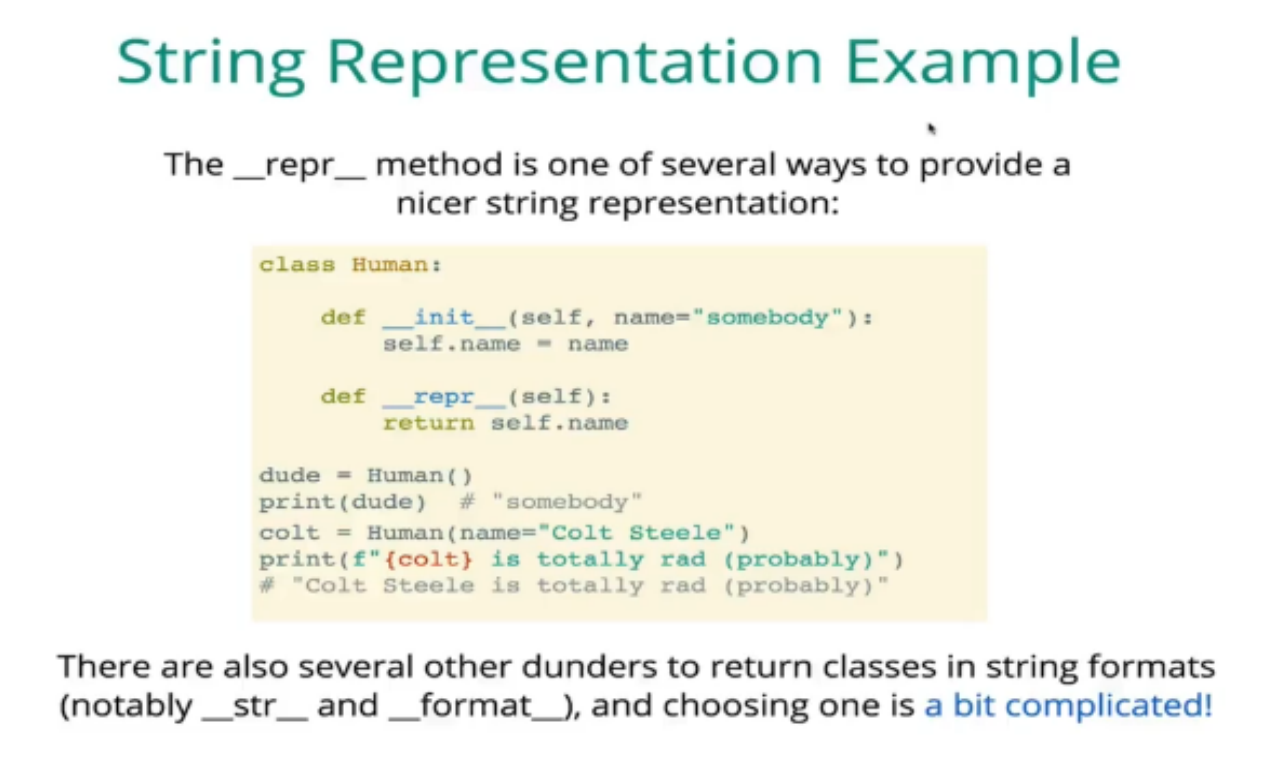 String Representation Example
The __repr__ method is one of several ways to provide a
nicer string representation:
class Human:
    def __init__(self, name="somebody"):
        self.name = name
    def __repr__(self):
        return self.name
dude = Human()
print(dude)  # "somebody"
colt = Human(name="Colt Steele")
print(f"{colt} is totally rad (probably)")
# "Colt Steele is totally rad (probably)"
There are also several other dunders to return classes in string formats
(notably __str__ and __format__), and choosing one is a bit complicated!